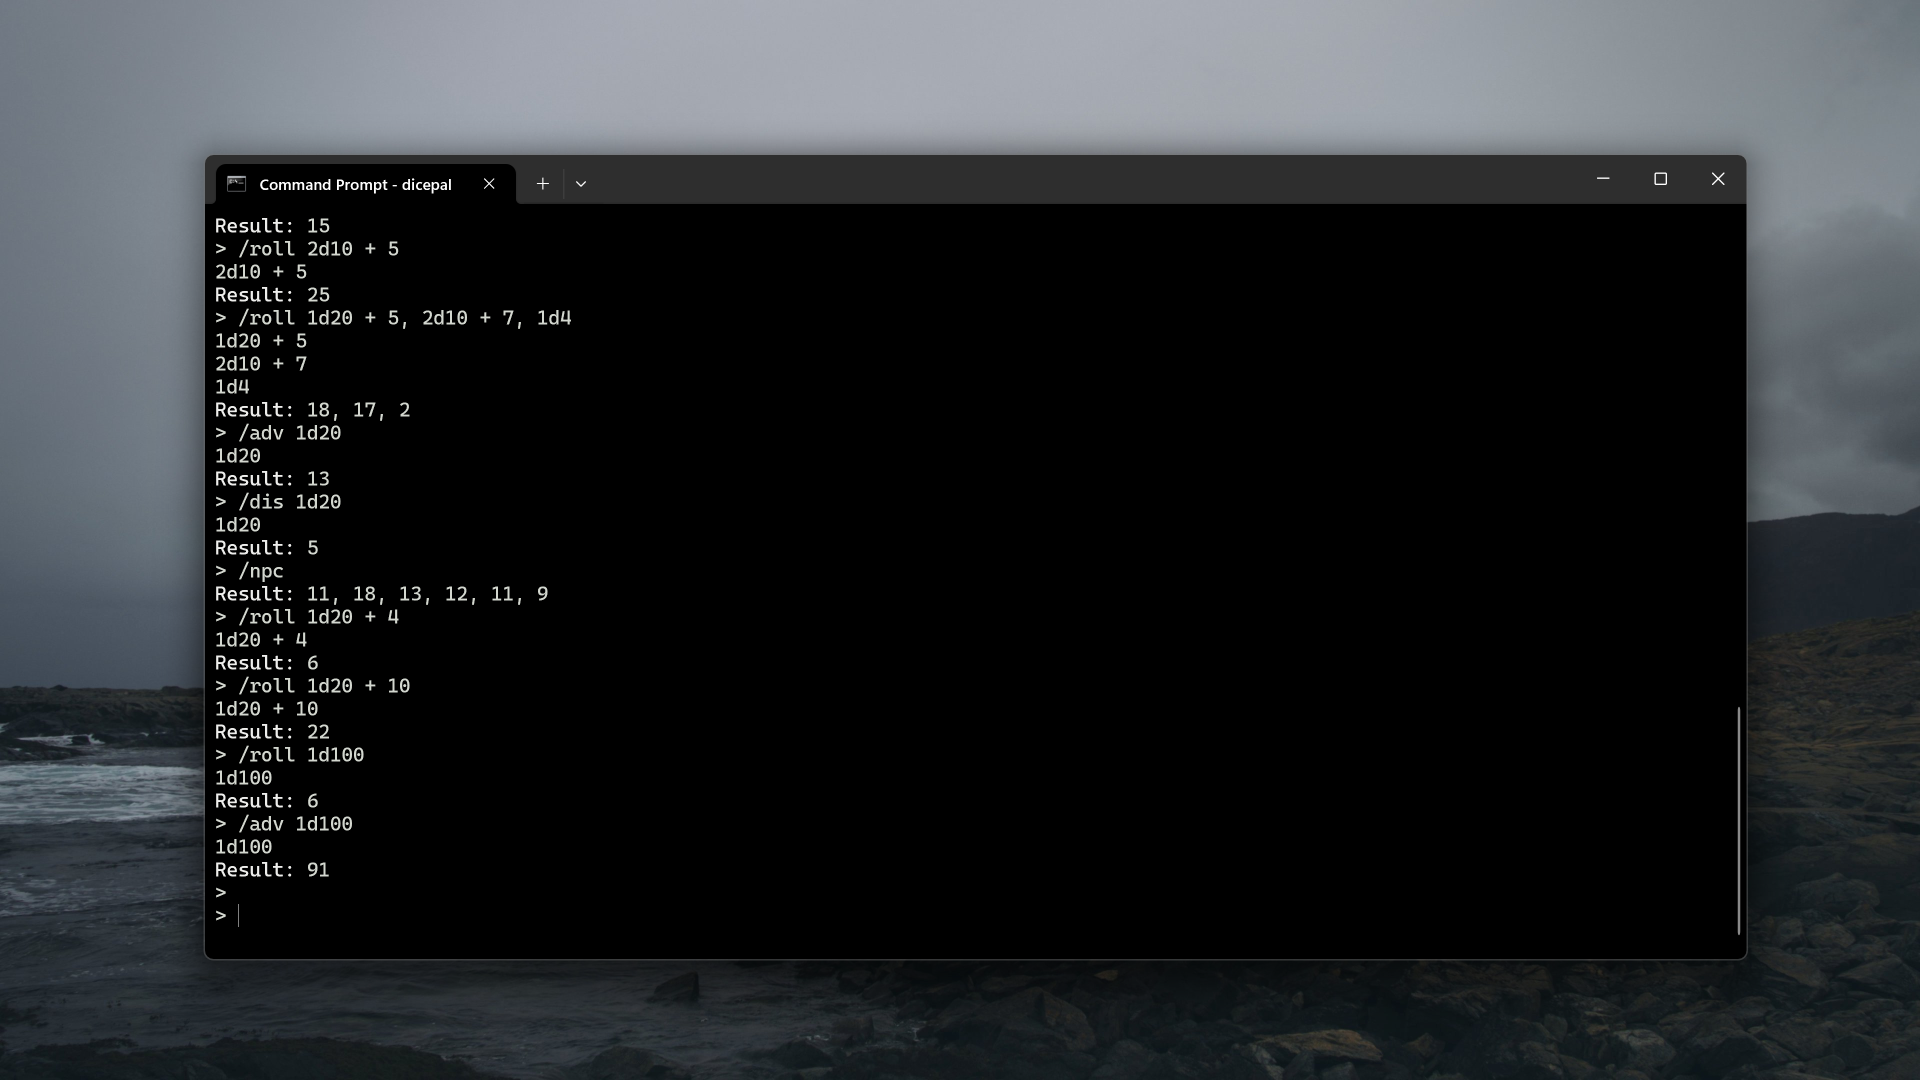 Command Prompt - dicepal
Result: 15
> /roll 2d10 + 5
2d10 + 5
Result: 25
> /roll 1d20 + 5, 2d10 + 7, 1d4
1d20 + 5
2d10 + 7
1d4
Result: 18, 17, 2
> /adv 1d20
1d20
Result: 13
> /dis 1d20
1d20
Result: 5
> /npc
Result: 11, 18, 13, 12, 11, 9
> /roll 1d20 + 4
1d20 + 4
Result: 6
> /roll 1d20 + 10
1d20 + 10
Result: 22
> /roll 1d100
1d100
Result: 6
> /adv 1d100
1d100
Result: 91
>
>